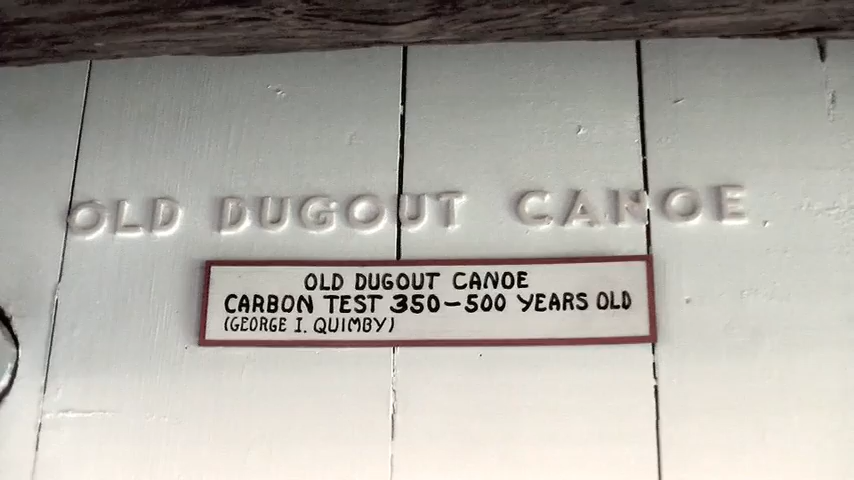 OLD DUGOUT CANOE
OLD DUGOUT CANOE
CARBON TEST 350-500 YEARS OLD
(GEORGE I. QUIMBY)